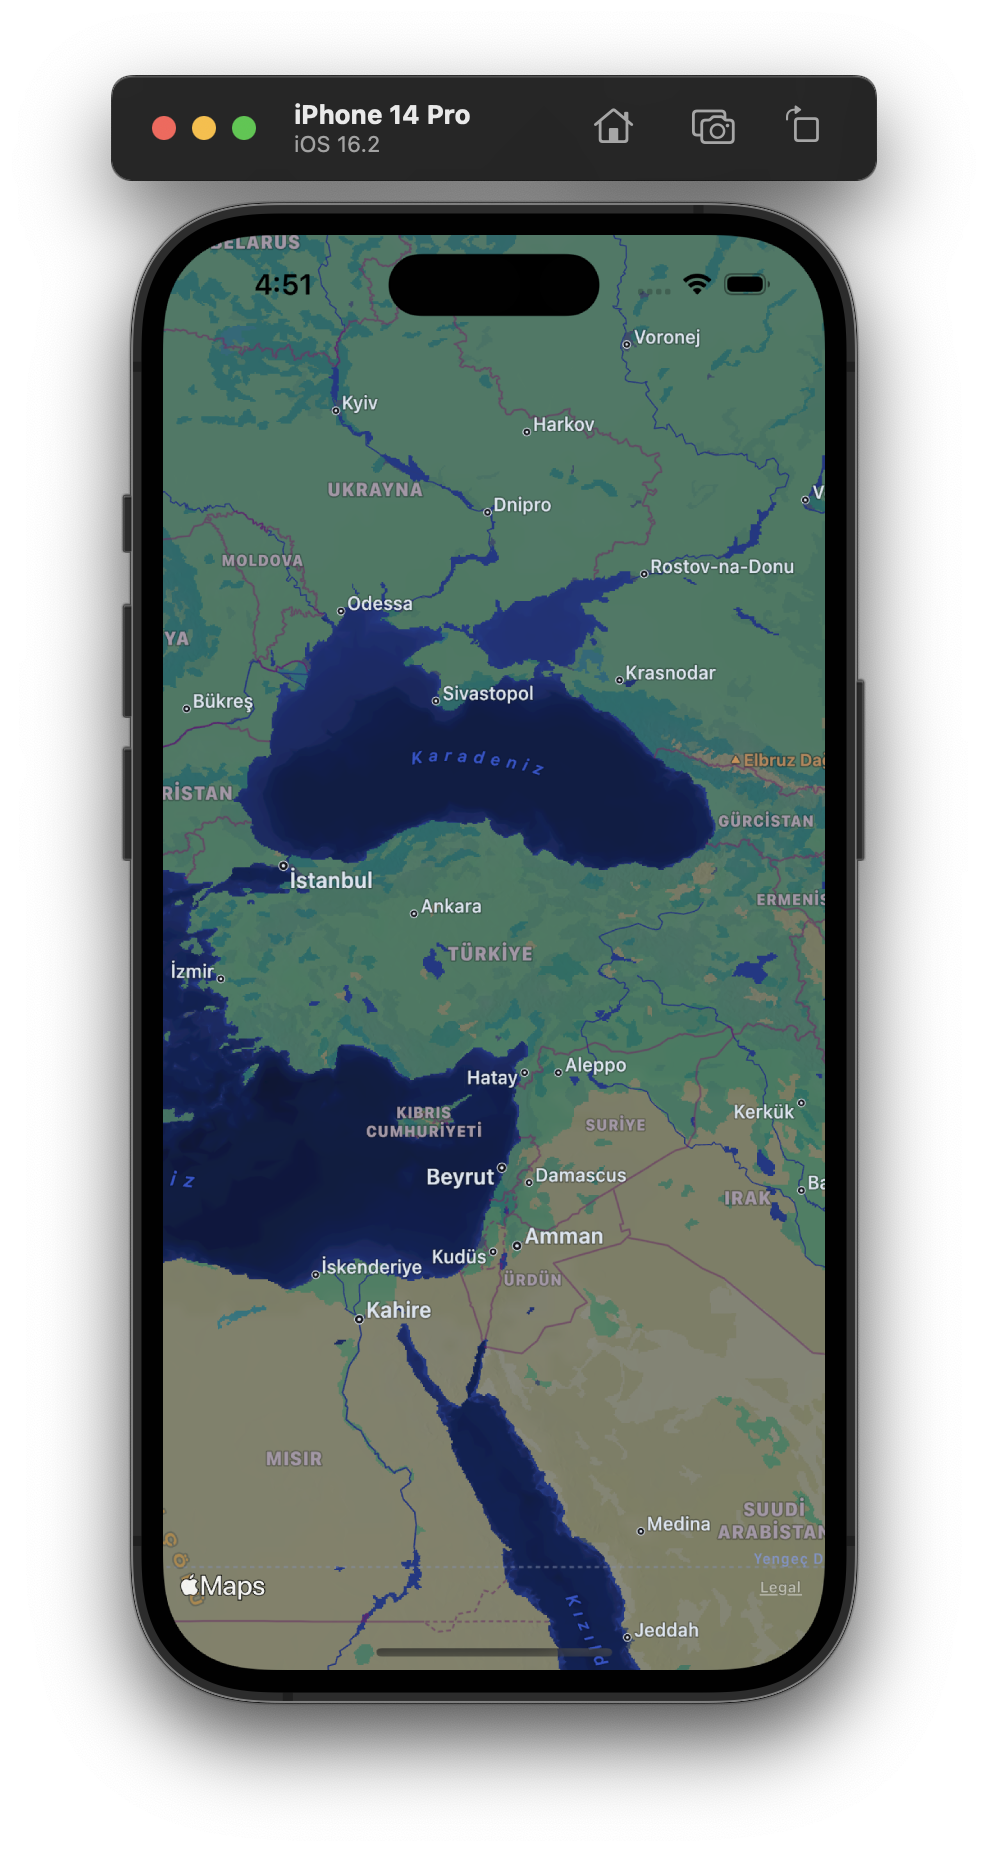 iPhone 14 Pro
iOS 16.2
BELARUS
4:51
Voronej
Kyiv
Harkov
UKRAYNA
V
Dnipro
MOLDOVA
Rostov-na-Donu
Odessa
YA
Krasnodar
Sivastopol
Bükreş
Karadeniz
Elbruz Dağ
RİSTAN
GÜRCİSTAN
İstanbul
ERMENİS
Ankara
TÜRKİYE
İzmir
Aleppo
Hatay
KIBRIS
CUMHURİYETİ
Kerkük
SURİYE
Beyrut
Damascus
iz
Ba
IRAK
Amman
Kudüs
İskenderiye
ÜRDÜN
Kahire
MISIR
SUUDİ
ARABİSTAN
Medina
Yengeç D
Maps
Legal
Kızıld
Jeddah